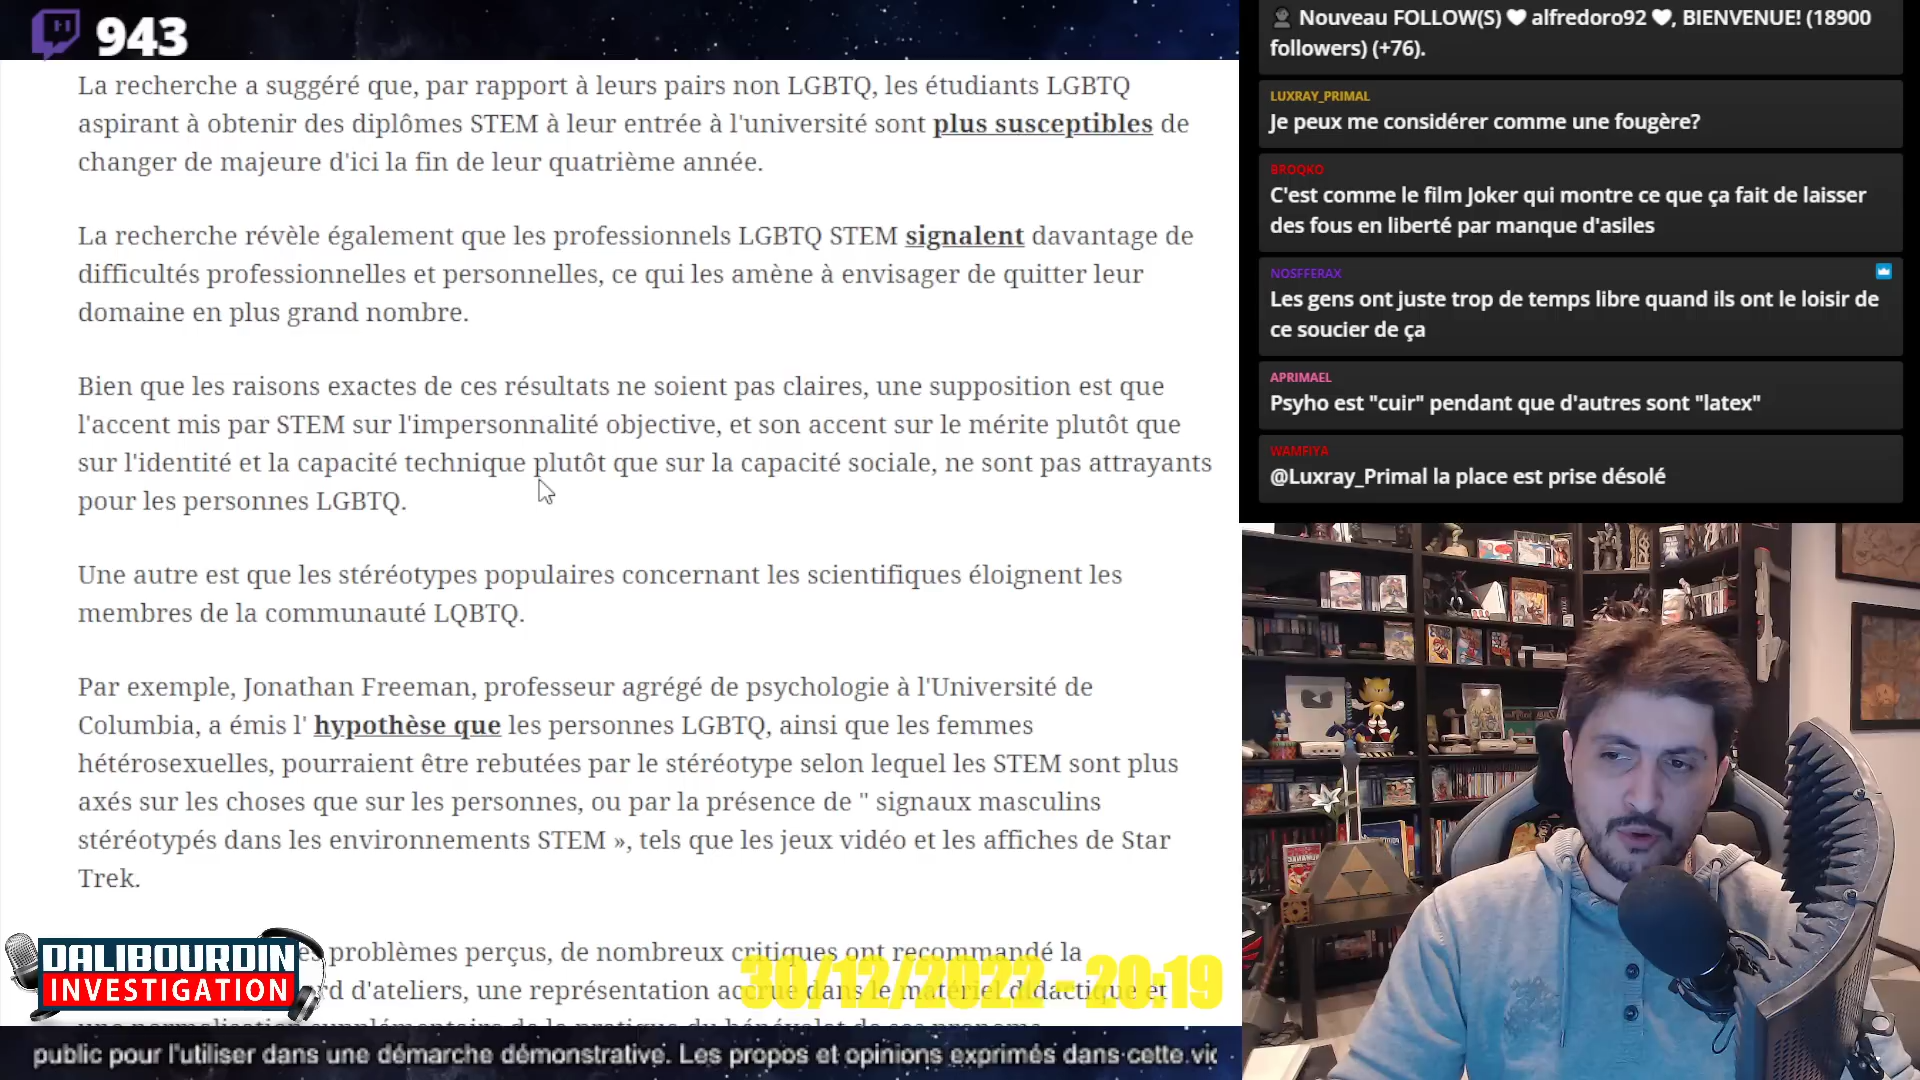 943
La recherche a suggéré que, par rapport à leurs pairs non LGBTQ, les étudiants LGBTQ
aspirant à obtenir des diplômes STEM à leur entrée à l'université sont plus susceptibles de
changer de majeure d'ici la fin de leur quatrième année.
La recherche révèle également que les professionnels LGBTQ STEM signalent davantage de
difficultés professionnelles et personnelles, ce qui les amène à envisager de quitter leur
domaine en plus grand nombre.
Bien que les raisons exactes de ces résultats ne soient pas claires, une supposition est que
l'accent mis par STEM sur l'impersonnalité objective, et son accent sur le mérite plutôt que
sur l'identité et la capacité technique plutôt que sur la capacité sociale, ne sont pas attrayants
pour les personnes LGBTQ.
Une autre est que les stéréotypes populaires concernant les scientifiques éloignent les
membres de la communauté LQBTQ.
Par exemple, Jonathan Freeman, professeur agrégé de psychologie à l'Université de
Columbia, a émis l' hypothèse que les personnes LGBTQ, ainsi que les femmes
hétérosexuelles, pourraient être rebutées par le stéréotype selon lequel les STEM sont plus
axés sur les choses que sur les personnes, ou par la présence de " signaux masculins
stéréotypés dans les environnements STEM », tels que les jeux vidéo et les affiches de Star
Trek.
problèmes perçus, de nombreux critiques ont recommandé la
d'ateliers, une représentation accrue dans le matériel didactique et
DALIBOURDIN
INVESTIGATION
30/12/2022 - 20:19
public pour l'utiliser dans une démarche démonstrative. Les propos et opinions exprimés dans cette vic
Nouveau FOLLOW(S) ♥ alfredoro92 ♥, BIENVENUE! (18900
followers) (+76).
LUXRAY_PRIMAL
Je peux me considérer comme une fougère?
BROQKO
C'est comme le film Joker qui montre ce que ça fait de laisser
des fous en liberté par manque d'asiles
NOSFFERAX
Les gens ont juste trop de temps libre quand ils ont le loisir de
ce soucier de ça
APRIMAEL
Psyho est "cuir" pendant que d'autres sont "latex"
WAMFIYA
@Luxray_Primal la place est prise désolé